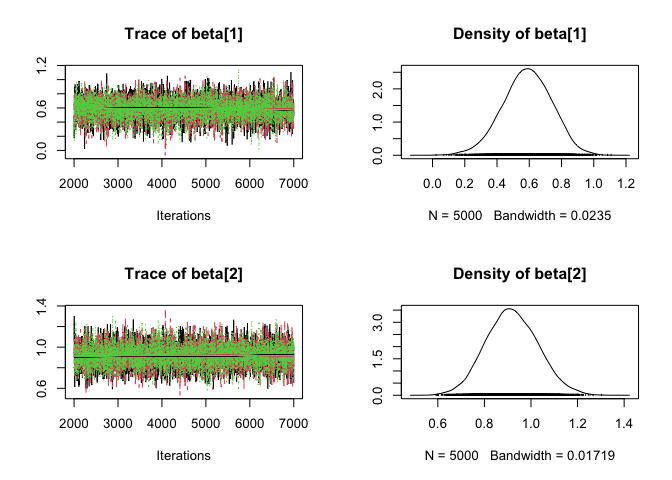 Trace of beta[1]
0.0 0.6 1.2
2000 3000 4000 5000 6000 7000
Iterations
Density of beta[1]
0.0 1.0 2.0
0.0 0.2 0.4 0.6 0.8 1.0 1.2
N = 5000 Bandwidth = 0.0235
Trace of beta[2]
0.6 1.0 1.4
2000 3000 4000 5000 6000 7000
Iterations
Density of beta[2]
0.0 1.5 3.0
0.6 0.8 1.0 1.2 1.4
N = 5000 Bandwidth = 0.01719